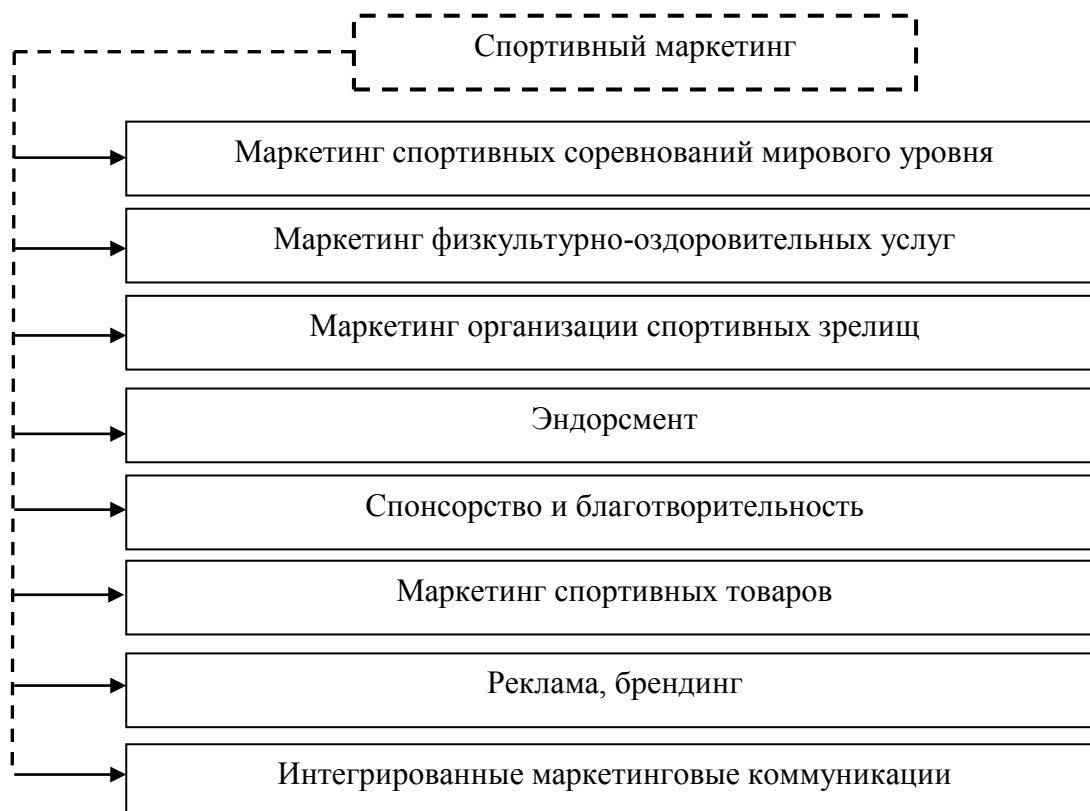 Спортивный маркетинг
Маркетинг спортивных соревнований мирового уровня
Маркетинг физкультурно-оздоровительных услуг
Маркетинг организации спортивных зрелищ
Эндорсмент
Спонсорство и благотворительность
Маркетинг спортивных товаров
Реклама, брендинг
Интегрированные маркетинговые коммуникации